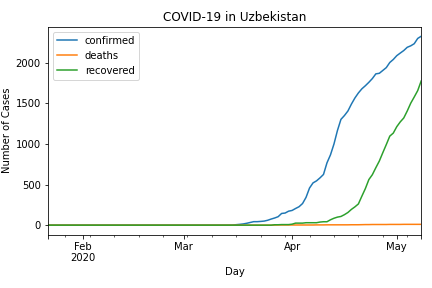 COVID-19 in Uzbekistan
confirmed
deaths
recovered
Number of Cases
2000
1500
1000
500
0
Feb
2020
Mar
Apr
May
Day